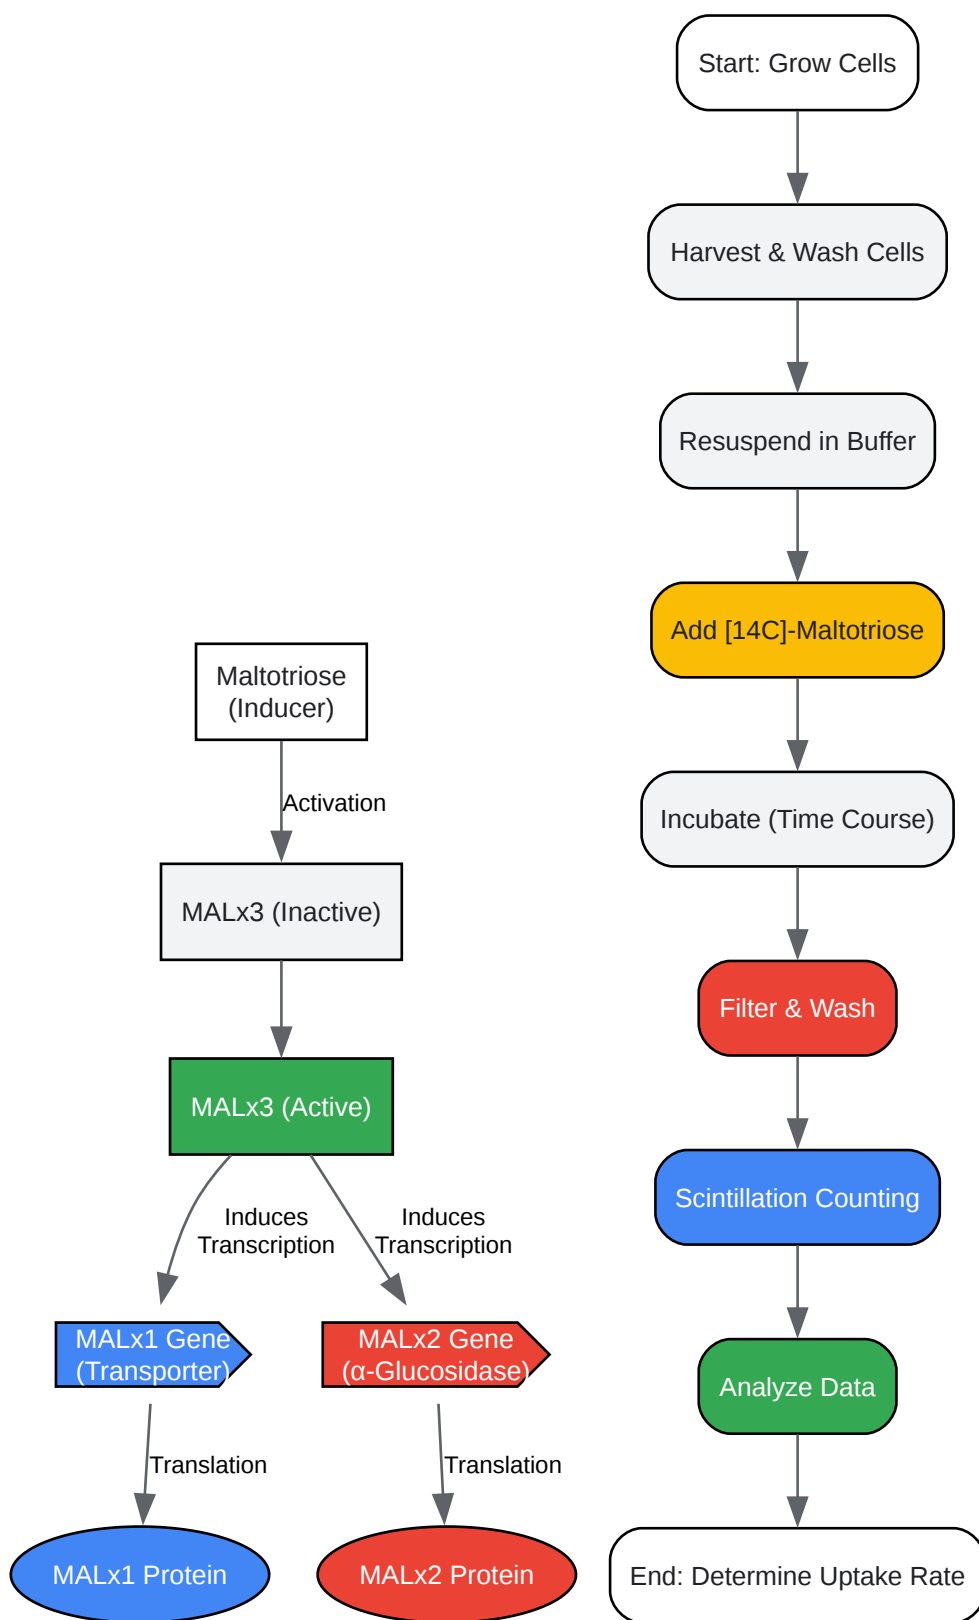 Start: Grow Cells
Harvest & Wash Cells
Resuspend in Buffer
Add [14C]-Maltotriose
Incubate (Time Course)
Filter & Wash
Scintillation Counting
Analyze Data
End: Determine Uptake Rate
Maltotriose
(Inducer)
Activation
MALx3 (Inactive)
MALx3 (Active)
Induces
Transcription
Induces
Transcription
MALx1 Gene
(Transporter)
MALx2 Gene
(α-Glucosidase)
Translation
Translation
MALx1 Protein
MALx2 Protein